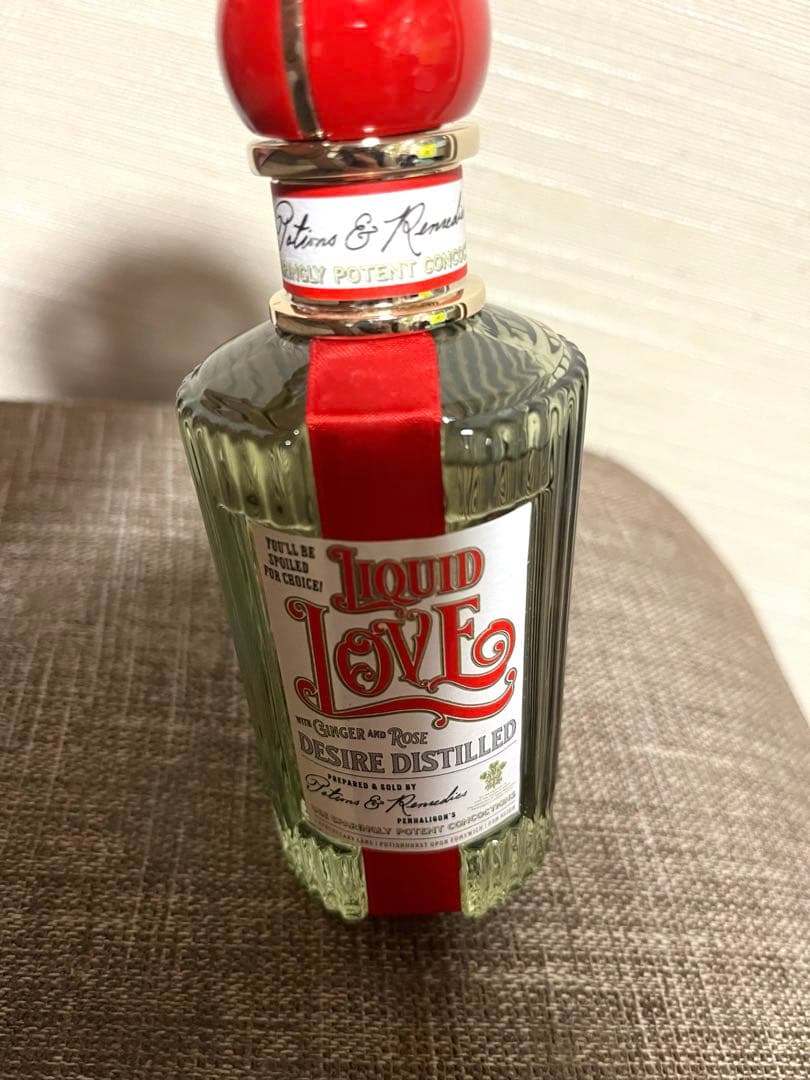 Potions & Remedies
POTENT
YOU'LL BE
SPOILED
FOR CHOICE!
LIQUID
LOVE
WITH GINGER AND ROSE
DESIRE DISTILLED
PREPARED & SOLD BY
Potions & Remedies
PENHALIGON'S
SPARINGLY POTENT CONCOCTIONS